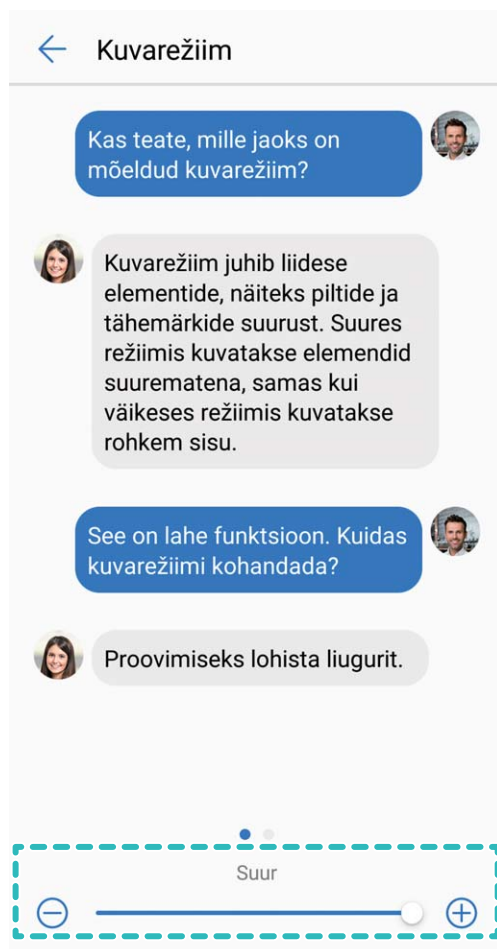 Kuvarežiim
Kas teate, mille jaoks on
mõeldud kuvarežiim?
Kuvarežiim juhib liidese
elementide, näiteks piltide ja
tähemärkide suurust. Suures
režiimis kuvatakse elemendid
suurematena, samas kui
väikeses režiimis kuvatakse
rohkem sisu.
See on lahe funktsioon. Kuidas
kuvarežiimi kohandada?
Proovimiseks lohista liugurit.
Suur